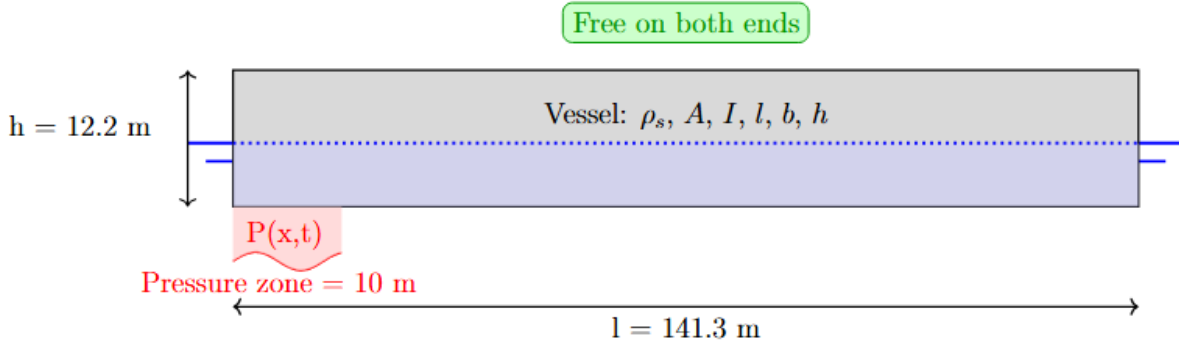 Free on both ends
h = 12.2 m
Vessel: ρₛ, A, I, l, b, h
P(x,t)
Pressure zone = 10 m
l = 141.3 m